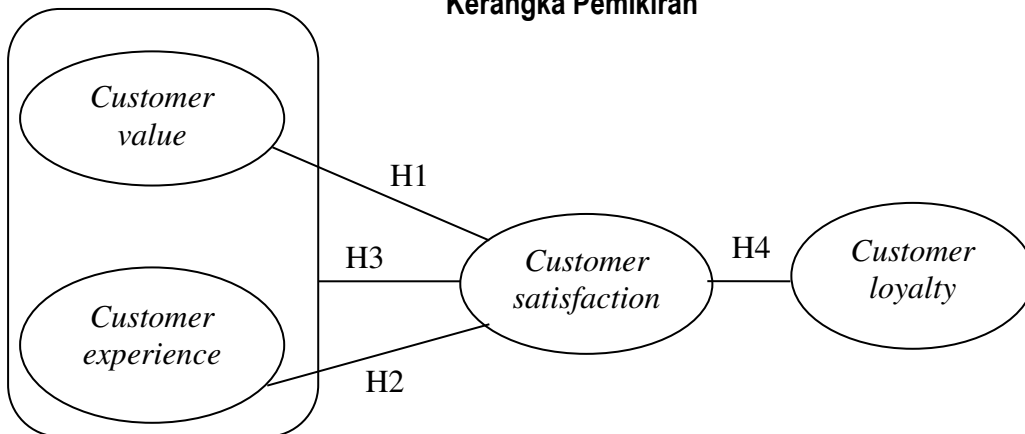 Kerangka Pemikiran
Customer
value
H1
H3
Customer
satisfaction
H4
Customer
loyalty
Customer
experience
H2